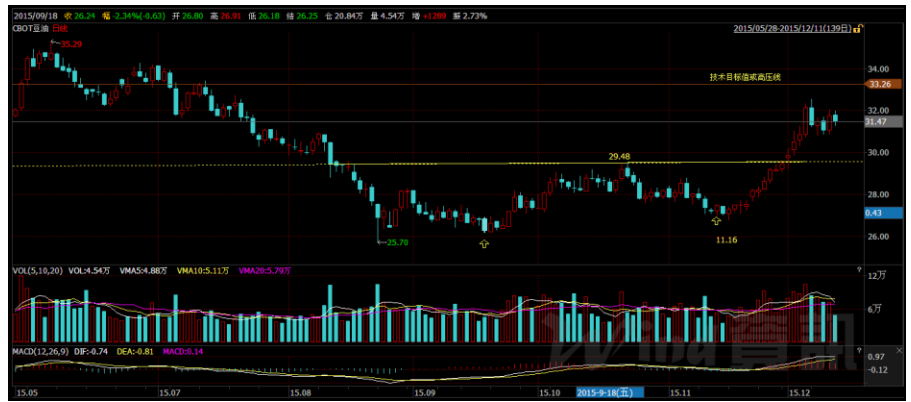 2015/09/18 收 26.24 幅 -2.34%(-0.63) 开 26.80 高 26.91 低 26.18 结 26.25 仓 20.84万 量 4.54万 增 +1289 振 2.73%
CBOT豆油 日线 2015/05/28-2015/12/11(139日)
35.29
技术目标值或高压线
34.00
33.26
32.00
31.47
30.00
29.48
28.00
0.43
11.16
26.00
25.70
VOL(5,10,20) VOL:4.54万 VMA5:4.88万 VMA10:5.11万 VMA20:5.79万 ?
12万
6万
Wind资讯
MACD(12,26,9) DIF:-0.74 DEA:-0.81 MACD:0.14 ? ×
0.97
-0.12
15.05 15.07 15.08 15.09 15.10 2015-9-18(五) 15.11 15.12